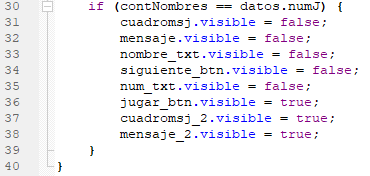 30 if (contNombres == datos.numJ) {
31 cuadromsj.visible = false;
32 mensaje.visible = false;
33 nombre_txt.visible = false;
34 siguiente_btn.visible = false;
35 num_txt.visible = false;
36 jugar_btn.visible = true;
37 cuadromsj_2.visible = true;
38 mensaje_2.visible = true;
39 }
40 }